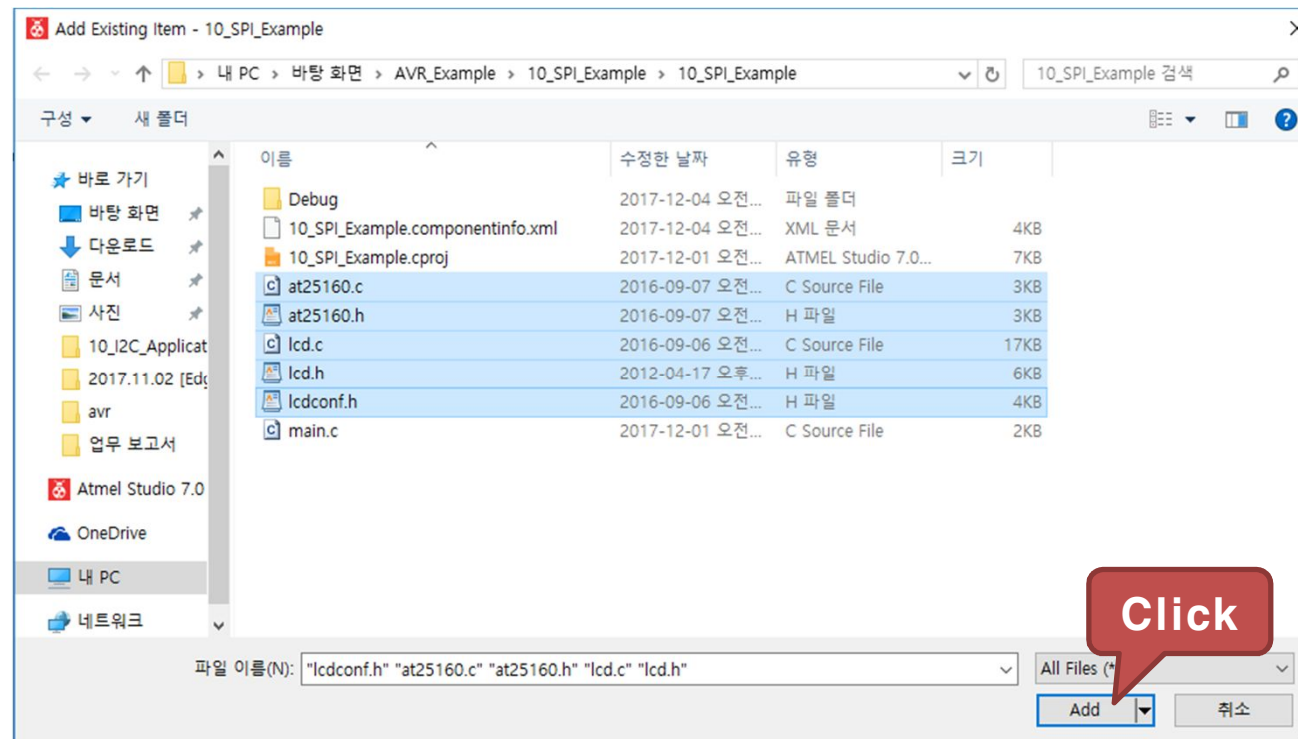 Add Existing Item - 10_SPI_Example
내 PC › 바탕 화면 › AVR_Example › 10_SPI_Example › 10_SPI_Example
10_SPI_Example 검색
구성 새 폴더
이름 수정한 날짜 유형 크기
바로 가기
바탕 화면
다운로드
문서
사진
10_I2C_Applicat
2017.11.02 [Edg
avr
업무 보고서
Atmel Studio 7.0
OneDrive
내 PC
네트워크
Debug 2017-12-04 오전... 파일 폴더
10_SPI_Example.componentinfo.xml 2017-12-04 오전... XML 문서 4KB
10_SPI_Example.cproj 2017-12-01 오전... ATMEL Studio 7.0... 7KB
at25160.c 2016-09-07 오전... C Source File 3KB
at25160.h 2016-09-07 오전... H 파일 3KB
lcd.c 2016-09-06 오전... C Source File 17KB
lcd.h 2012-04-17 오후... H 파일 6KB
lcdconf.h 2016-09-06 오전... H 파일 4KB
main.c 2017-12-01 오전... C Source File 2KB
Click
파일 이름(N): "lcdconf.h" "at25160.c" "at25160.h" "lcd.c" "lcd.h"
All Files (*
Add 취소